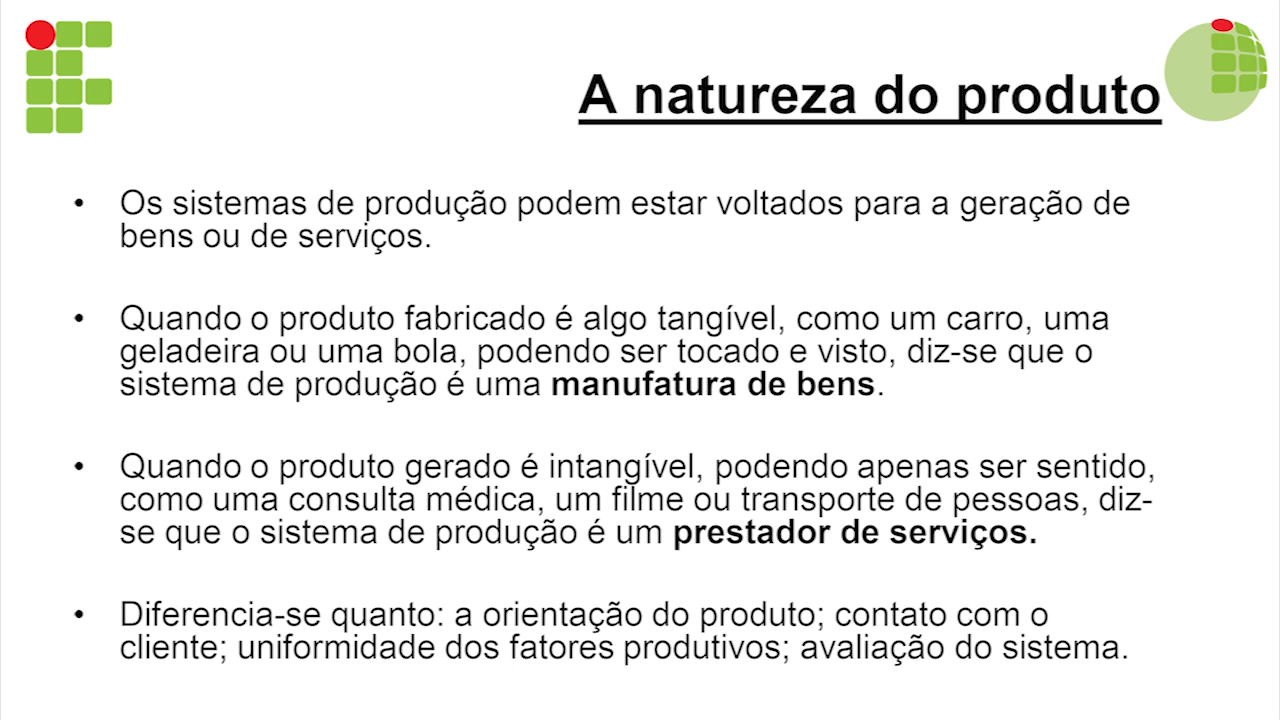 A natureza do produto
• Os sistemas de produção podem estar voltados para a geração de
bens ou de serviços.
• Quando o produto fabricado é algo tangível, como um carro, uma
geladeira ou uma bola, podendo ser tocado e visto, diz-se que o
sistema de produção é uma manufatura de bens.
• Quando o produto gerado é intangível, podendo apenas ser sentido,
como uma consulta médica, um filme ou transporte de pessoas, diz-
se que o sistema de produção é um prestador de serviços.
• Diferencia-se quanto: a orientação do produto; contato com o
cliente; uniformidade dos fatores produtivos; avaliação do sistema.